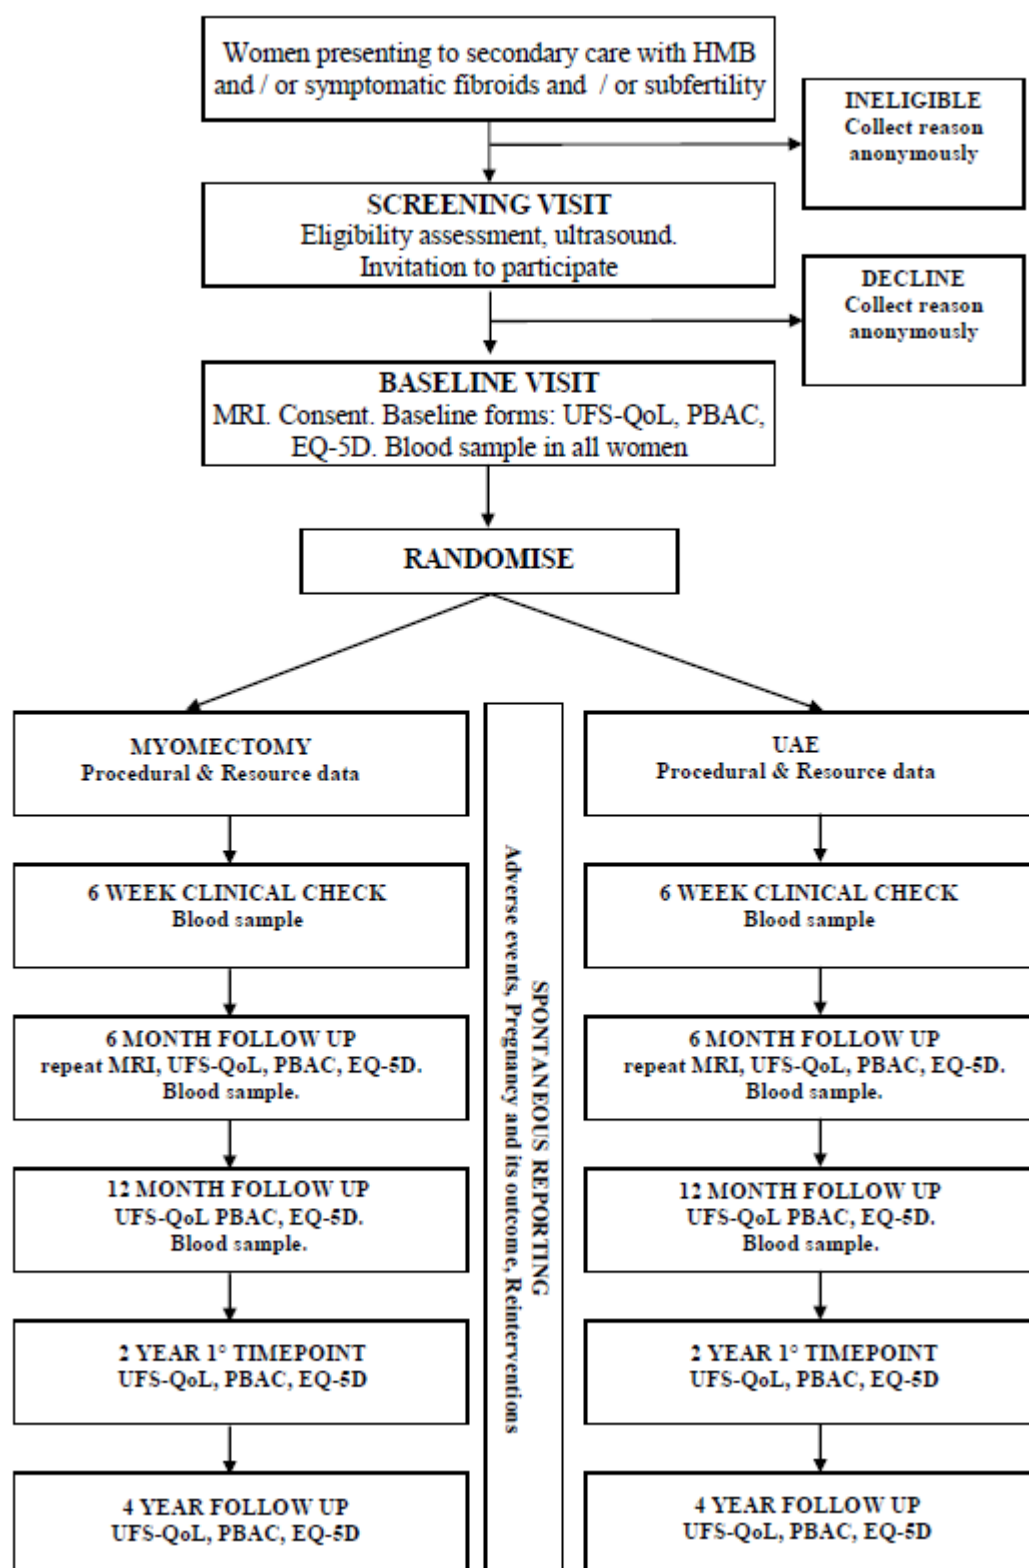 Women presenting to secondary care with HMB
and / or symptomatic fibroids and / or subfertility
INELIGIBLE
Collect reason
anonymously
SCREENING VISIT
Eligibility assessment, ultrasound.
Invitation to participate
DECLINE
Collect reason
anonymously
BASELINE VISIT
MRI. Consent. Baseline forms: UFS-QoL, PBAC,
EQ-5D. Blood sample in all women
RANDOMISE
MYOMECTOMY
Procedural & Resource data
6 WEEK CLINICAL CHECK
Blood sample
6 MONTH FOLLOW UP
repeat MRI, UFS-QoL, PBAC, EQ-5D.
Blood sample.
12 MONTH FOLLOW UP
UFS-QoL PBAC, EQ-5D.
Blood sample.
2 YEAR 1° TIMEPOINT
UFS-QoL, PBAC, EQ-5D
4 YEAR FOLLOW UP
UFS-QoL, PBAC, EQ-5D
SPONTANEOUS REPORTING
Adverse events, Pregnancy and its outcome, Reinterventions
UAE
Procedural & Resource data
6 WEEK CLINICAL CHECK
Blood sample
6 MONTH FOLLOW UP
repeat MRI, UFS-QoL, PBAC, EQ-5D.
Blood sample.
12 MONTH FOLLOW UP
UFS-QoL PBAC, EQ-5D.
Blood sample.
2 YEAR 1° TIMEPOINT
UFS-QoL, PBAC, EQ-5D
4 YEAR FOLLOW UP
UFS-QoL, PBAC, EQ-5D